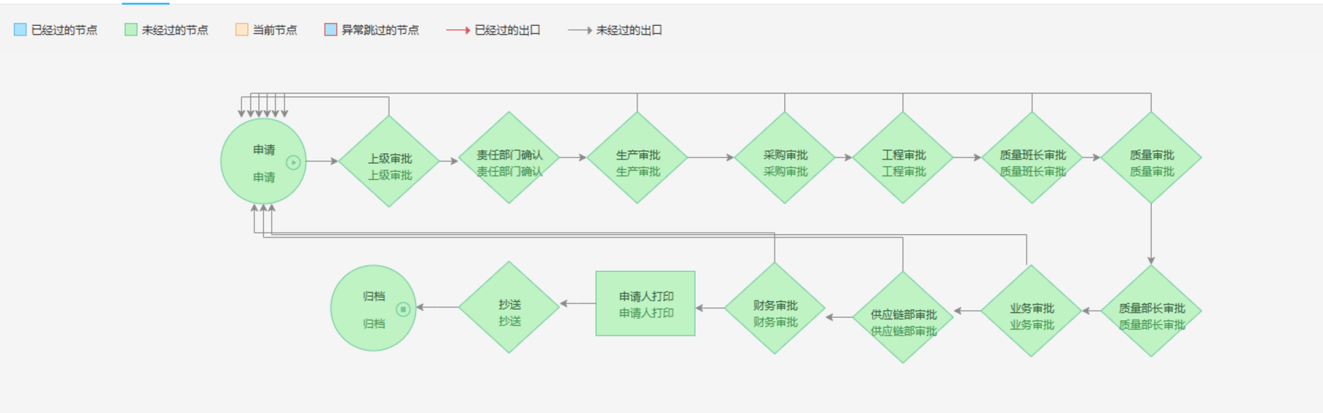 已经过的节点
未经过的节点
当前节点
异常跳过的节点
已经过的出口
未经过的出口
申请
申请
上级审批
上级审批
责任部门确认
责任部门确认
生产审批
生产审批
采购审批
采购审批
工程审批
工程审批
质量班长审批
质量班长审批
质量审批
质量审批
归档
归档
抄送
抄送
申请人打印
申请人打印
财务审批
财务审批
供应链部审批
供应链部审批
业务审批
业务审批
质量部长审批
质量部长审批